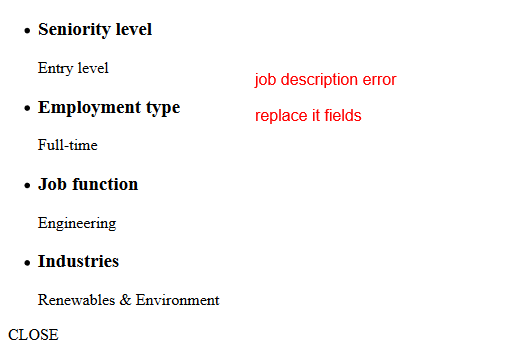 Seniority level
Entry level
job description error
Employment type
replace it fields
Full-time
Job function
Engineering
Industries
Renewables & Environment
CLOSE